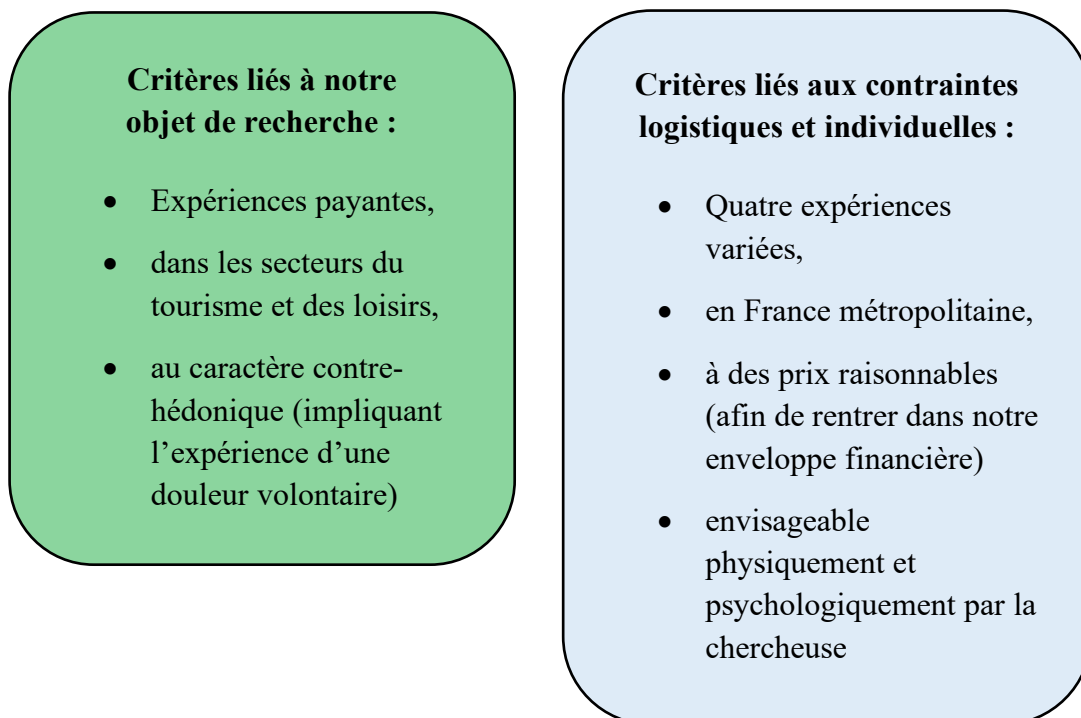 Critères liés à notre
objet de recherche :
• Expériences payantes,
• dans les secteurs du
tourisme et des loisirs,
• au caractère contre-
hédonique (impliquant
l’expérience d’une
douleur volontaire)
Critères liés aux contraintes
logistiques et individuelles :
• Quatre expériences
variées,
• en France métropolitaine,
• à des prix raisonnables
(afin de rentrer dans notre
enveloppe financière)
• envisageable
physiquement et
psychologiquement par la
chercheuse